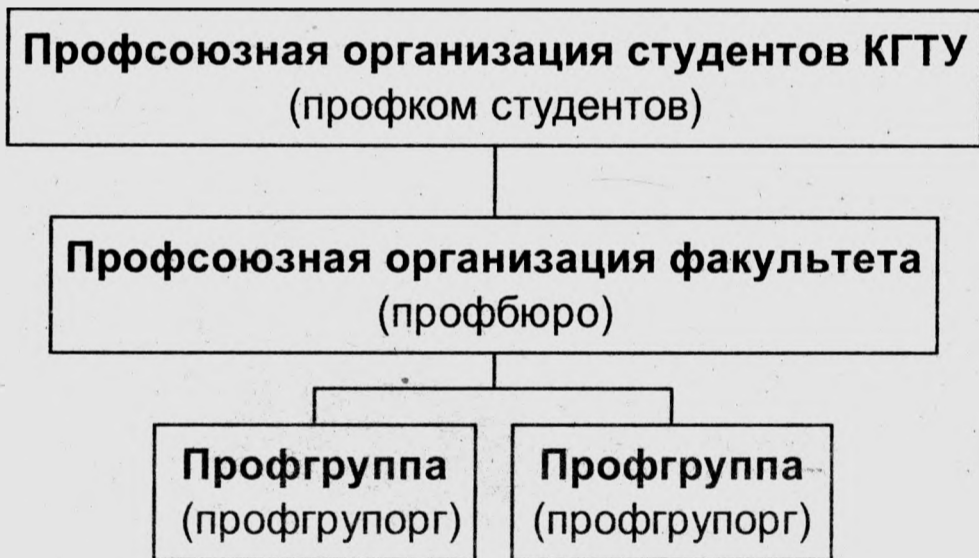 Профсоюзная организация студентов КГТУ
(профком студентов)
Профсоюзная организация факультета
(профбюро)
Профгруппа
(профгрупорг)
Профгруппа
(профгрупорг)